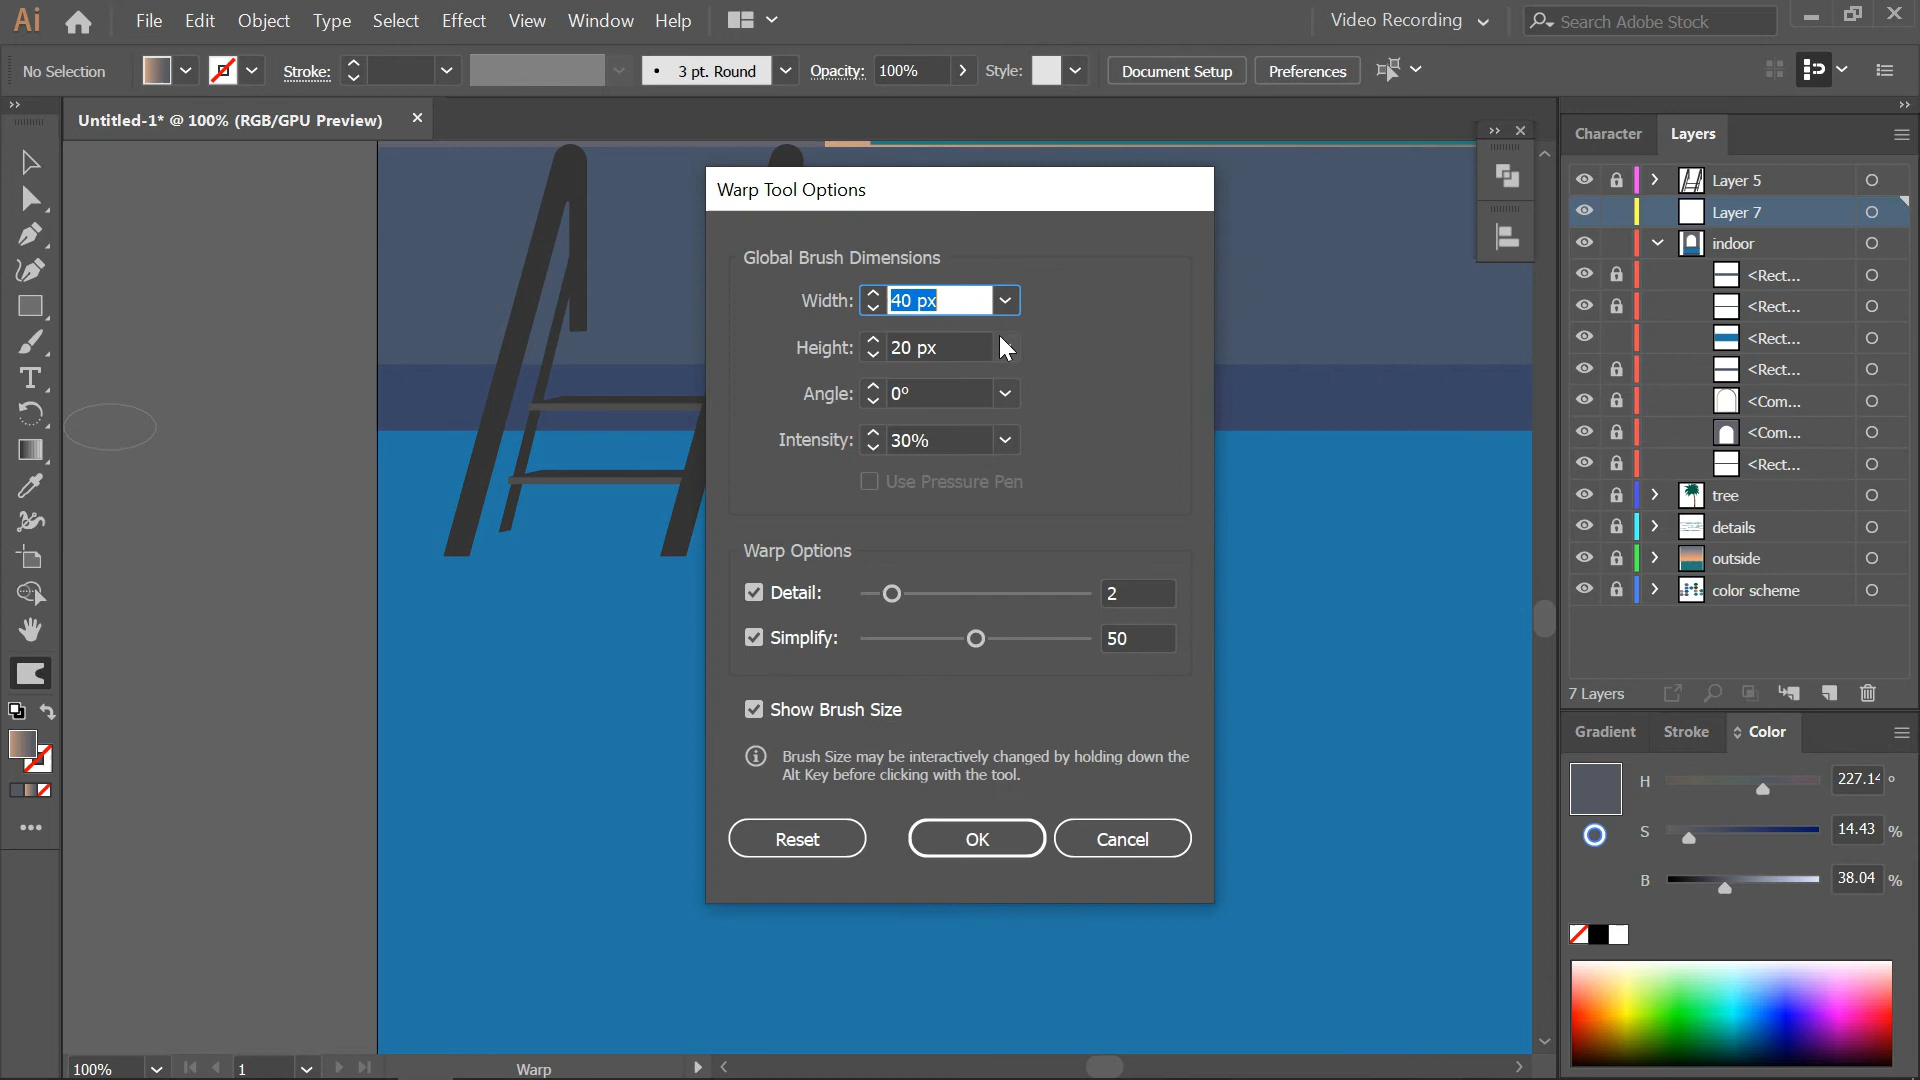 Ai File Edit Object Type Select Effect View Window Help Video Recording Search Adobe Stock
No Selection Stroke: 3 pt. Round Opacity: 100% Style: Document Setup Preferences
Untitled-1* @ 100% (RGB/GPU Preview)
Warp Tool Options
Global Brush Dimensions
Width: 40 px
Height: 20 px
Angle: 0°
Intensity: 30%
Use Pressure Pen
Warp Options
Detail: 2
Simplify: 50
Show Brush Size
Brush Size may be interactively changed by holding down the
Alt Key before clicking with the tool.
Reset OK Cancel
Character Layers
Layer 5
Layer 7
indoor
<Rect...
<Rect...
<Rect...
<Rect...
<Com...
<Com...
<Rect...
tree
details
outside
color scheme
7 Layers
Gradient Stroke Color
H 227.14 °
S 14.43 %
B 38.04 %
100% 1 Warp